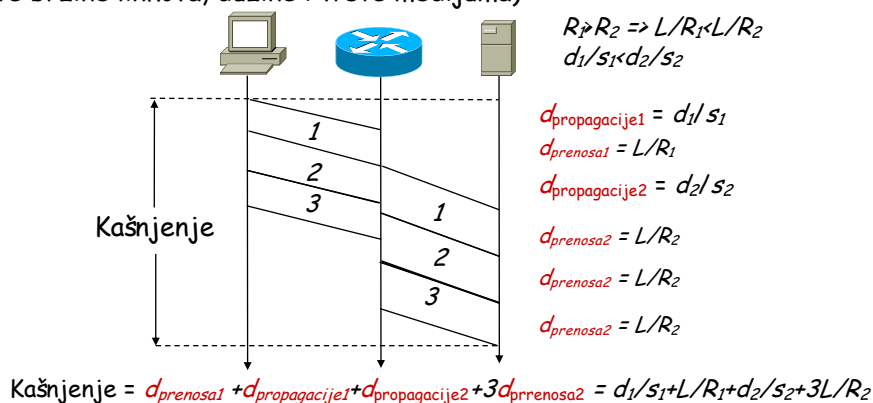 R₁>R₂ => L/R₁<L/R₂
d₁/s₁<d₂/s₂
dpropagacije1 = d₁/s₁
dprenosa1 = L/R₁
dpropagacije2 = d₂/s₂
1
2
3
1
2
3
Kašnjenje
dprenosa2 = L/R₂
dprenosa2 = L/R₂
dprenosa2 = L/R₂
Kašnjenje = dprenosa1 +dpropagacije1+dpropagacije2+3dprrenosa2 = d₁/s₁+L/R₁+d₂/s₂+3L/R₂